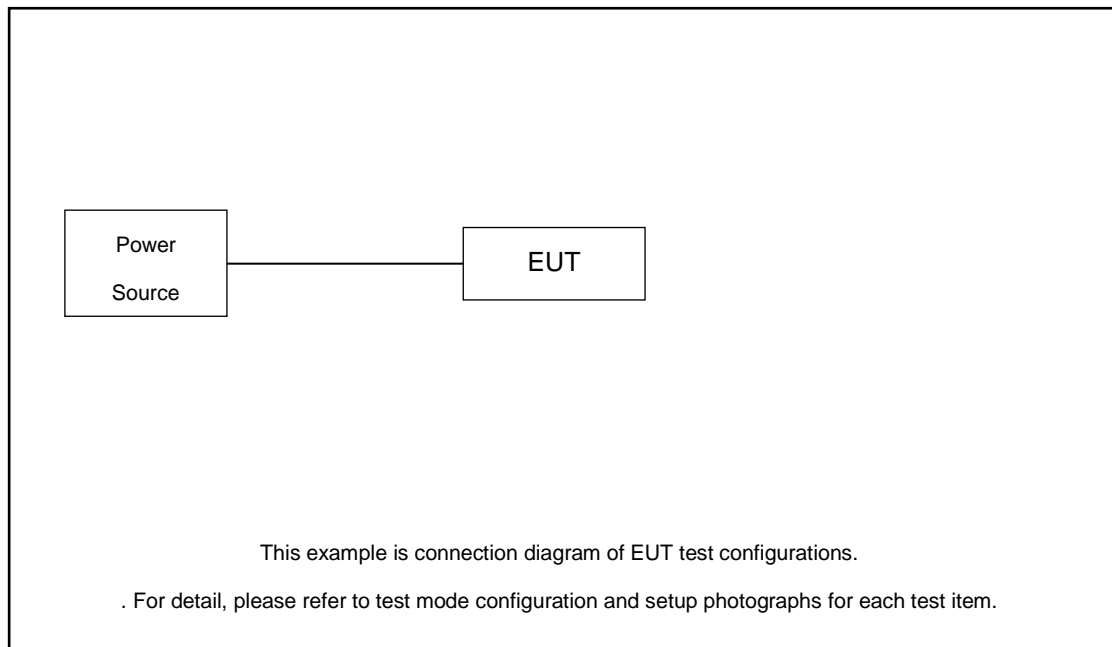 Power
Source
EUT
This example is connection diagram of EUT test configurations.
. For detail, please refer to test mode configuration and setup photographs for each test item.